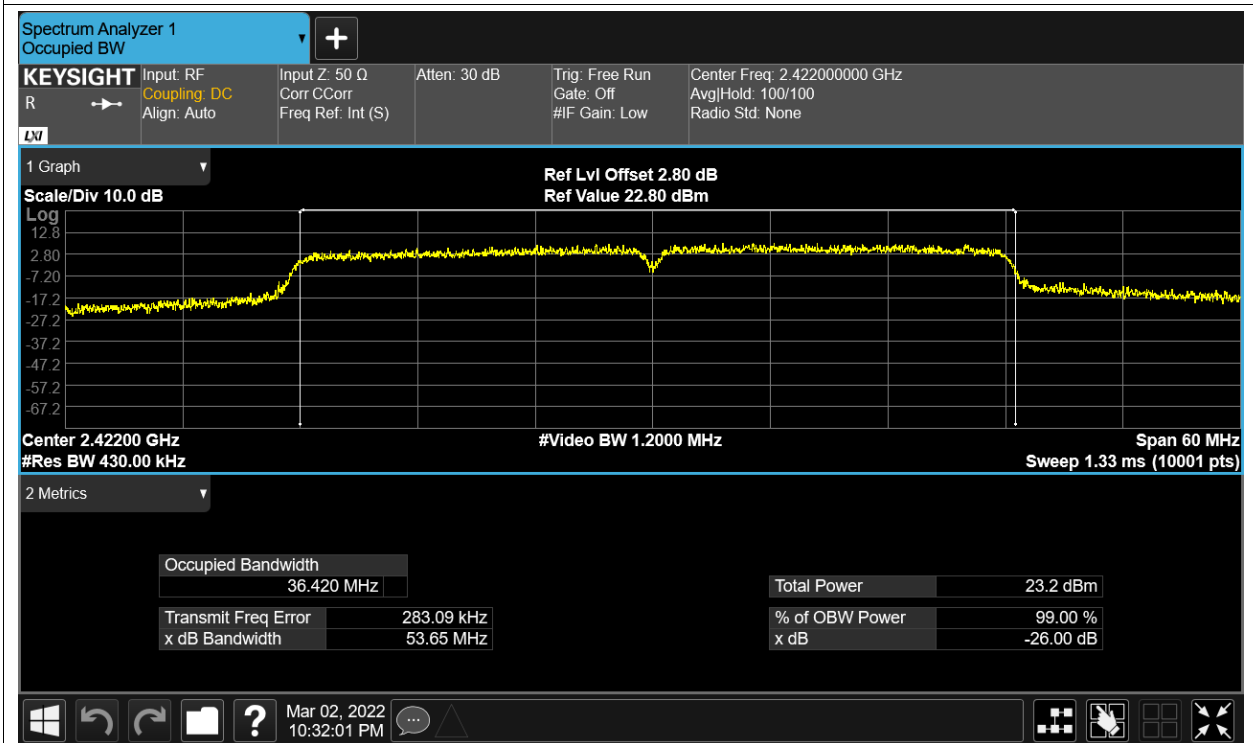 Spectrum Analyzer 1
Occupied BW
KEYSIGHT
R
LXI
Input: RF
Coupling: DC
Align: Auto
Input Z: 50 Ω
Corr CCorr
Freq Ref: Int (S)
Atten: 30 dB
Trig: Free Run
Gate: Off
#IF Gain: Low
Center Freq: 2.422000000 GHz
Avg|Hold: 100/100
Radio Std: None
1 Graph
Ref Lvl Offset 2.80 dB
Scale/Div 10.0 dB
Ref Value 22.80 dBm
Log
12.8
2.80
-7.20
-17.2
-27.2
-37.2
-47.2
-57.2
-67.2
Center 2.42200 GHz
#Video BW 1.2000 MHz
Span 60 MHz
#Res BW 430.00 kHz
Sweep 1.33 ms (10001 pts)
2 Metrics
Occupied Bandwidth
36.420 MHz
Total Power 23.2 dBm
Transmit Freq Error 283.09 kHz
% of OBW Power 99.00 %
x dB Bandwidth 53.65 MHz
x dB -26.00 dB
?
Mar 02, 2022
10:32:01 PM